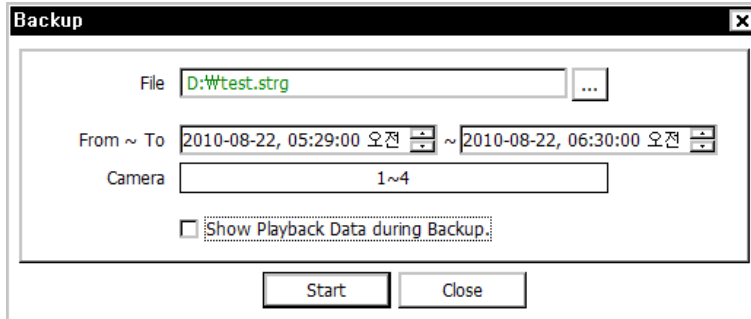 Backup
File D:₩test.strg ...
From ~ To 2010-08-22, 05:29:00 오전 ~ 2010-08-22, 06:30:00 오전
Camera 1~4
Show Playback Data during Backup.
Start Close